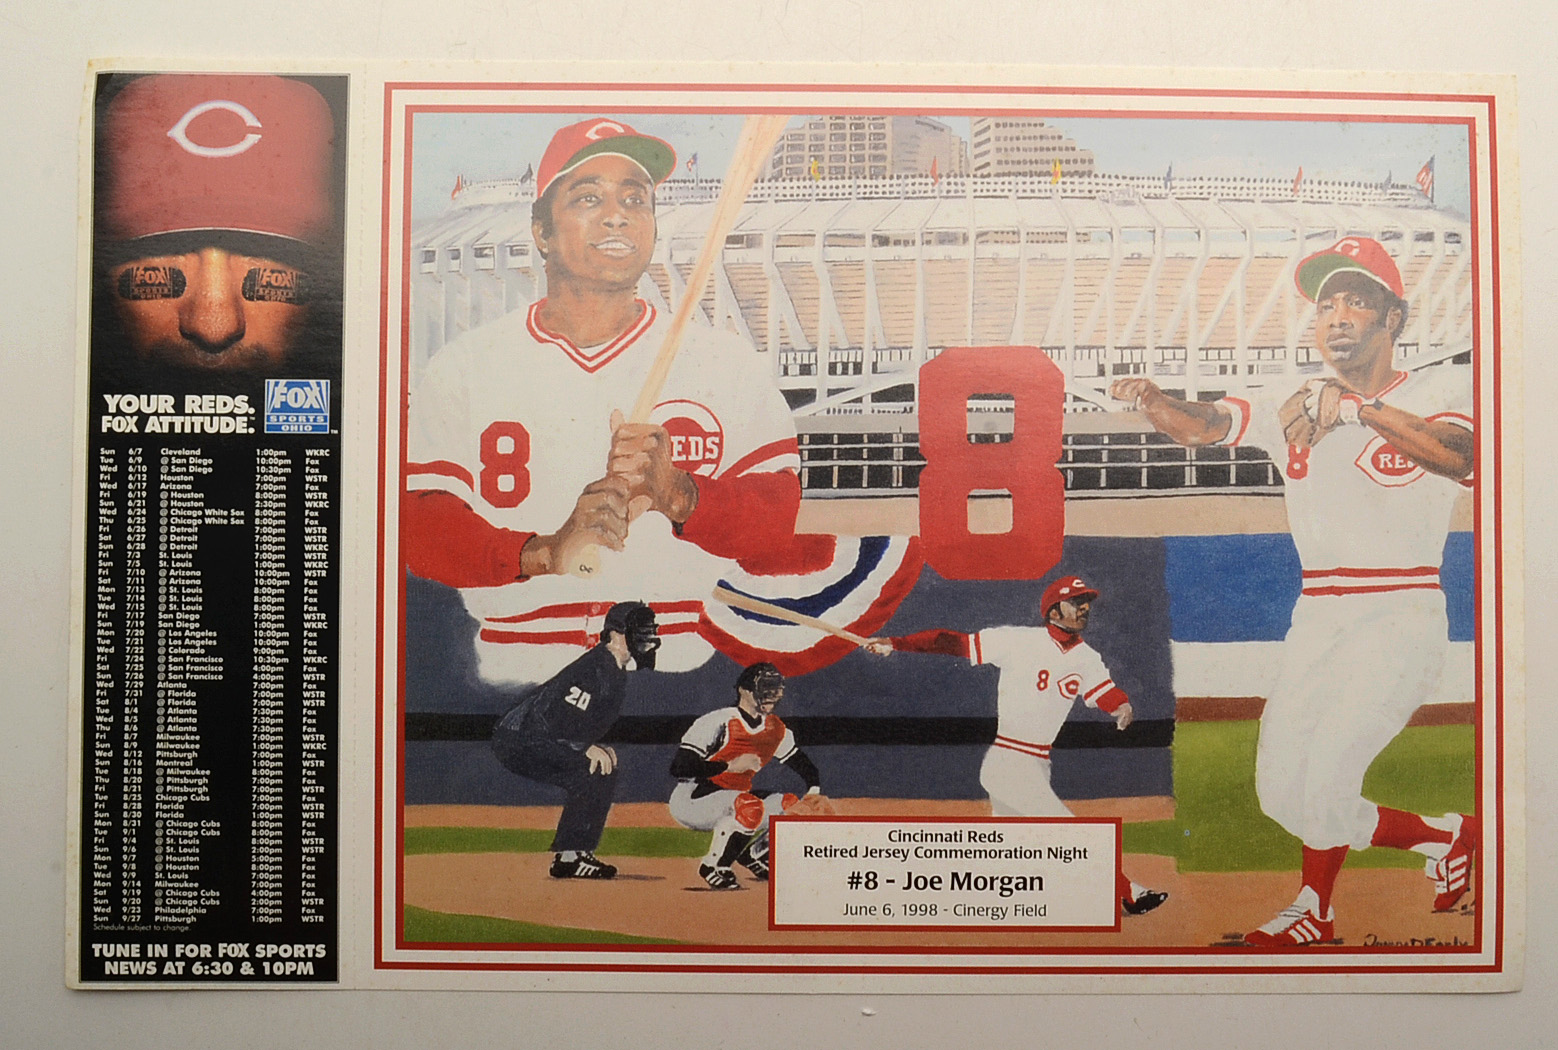 FOX
SPORTS
OHIO
FOX
SPORTS
OHIO
YOUR REDS.
FOX ATTITUDE.
FOX
SPORTS
OHIO
TM
Sun 6/7 Cleveland 1:00pm WKRC
Tue 6/9 @ San Diego 10:00pm Fox
Wed 6/10 @ San Diego 10:30pm Fox
Fri 6/12 Houston 7:00pm WSTR
Wed 6/17 Arizona 7:00pm Fox
Fri 6/19 @ Houston 8:00pm WSTR
Sun 6/21 @ Houston 2:30pm WKRC
Wed 6/24 @ Chicago White Sox 8:00pm Fox
Thu 6/25 @ Chicago White Sox 8:00pm Fox
Fri 6/26 @ Detroit 7:00pm WSTR
Sat 6/27 @ Detroit 7:00pm WSTR
Sun 6/28 @ Detroit 1:00pm WKRC
Fri 7/3 St. Louis 7:00pm WSTR
Sun 7/5 St. Louis 1:00pm WKRC
Fri 7/10 @ Arizona 10:00pm WSTR
Sat 7/11 @ Arizona 10:00pm Fox
Mon 7/13 @ St. Louis 8:00pm Fox
Tue 7/14 @ St. Louis 8:00pm Fox
Wed 7/15 @ St. Louis 8:00pm Fox
Fri 7/17 San Diego 7:00pm WSTR
Sun 7/19 San Diego 1:00pm WKRC
Mon 7/20 @ Los Angeles 10:00pm Fox
Tue 7/21 @ Los Angeles 10:00pm Fox
Wed 7/22 @ Colorado 9:00pm Fox
Fri 7/24 @ San Francisco 10:30pm WKRC
Sat 7/25 @ San Francisco 4:00pm Fox
Sun 7/26 @ San Francisco 4:00pm WSTR
Wed 7/29 Atlanta 7:00pm Fox
Fri 7/31 @ Florida 7:00pm WSTR
Sat 8/1 @ Florida 7:00pm WSTR
Tue 8/4 @ Atlanta 7:30pm Fox
Wed 8/5 @ Atlanta 7:30pm Fox
Thu 8/6 @ Atlanta 7:30pm Fox
Fri 8/7 Milwaukee 7:00pm WSTR
Sun 8/9 Milwaukee 1:00pm WKRC
Wed 8/12 Pittsburgh 7:00pm Fox
Sun 8/16 Montreal 1:00pm WSTR
Tue 8/18 @ Milwaukee 8:00pm Fox
Thu 8/20 @ Pittsburgh 7:00pm Fox
Fri 8/21 @ Pittsburgh 7:00pm WSTR
Tue 8/25 Chicago Cubs 7:00pm Fox
Fri 8/28 Florida 7:00pm WSTR
Sun 8/30 Florida 1:00pm WSTR
Mon 8/31 @ Chicago Cubs 8:00pm Fox
Tue 9/1 @ Chicago Cubs 8:00pm Fox
Fri 9/4 @ St. Louis 8:00pm WSTR
Sun 9/6 @ St. Louis 2:00pm WSTR
Mon 9/7 @ Houston 5:00pm Fox
Tue 9/8 @ Houston 8:00pm Fox
Wed 9/9 St. Louis 7:00pm Fox
Mon 9/14 Milwaukee 7:00pm Fox
Sat 9/19 @ Chicago Cubs 4:00pm Fox
Sun 9/20 @ Chicago Cubs 2:00pm WSTR
Wed 9/23 Philadelphia 7:00pm Fox
Sun 9/27 Pittsburgh 1:00pm WSTR
Schedule subject to change.
TUNE IN FOR FOX SPORTS
NEWS AT 6:30 & 10PM
8
REDS
8
8
RE
20
8
Cincinnati Reds
Retired Jersey Commemoration Night
#8 - Joe Morgan
June 6, 1998 - Cinergy Field